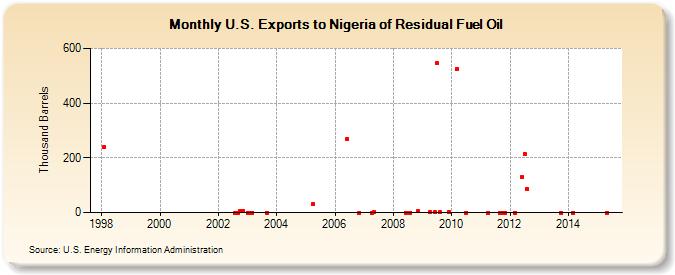 Monthly U.S. Exports to Nigeria of Residual Fuel Oil
Thousand Barrels
600
400
200
0
1998 2000 2002 2004 2006 2008 2010 2012 2014
Source: U.S. Energy Information Administration